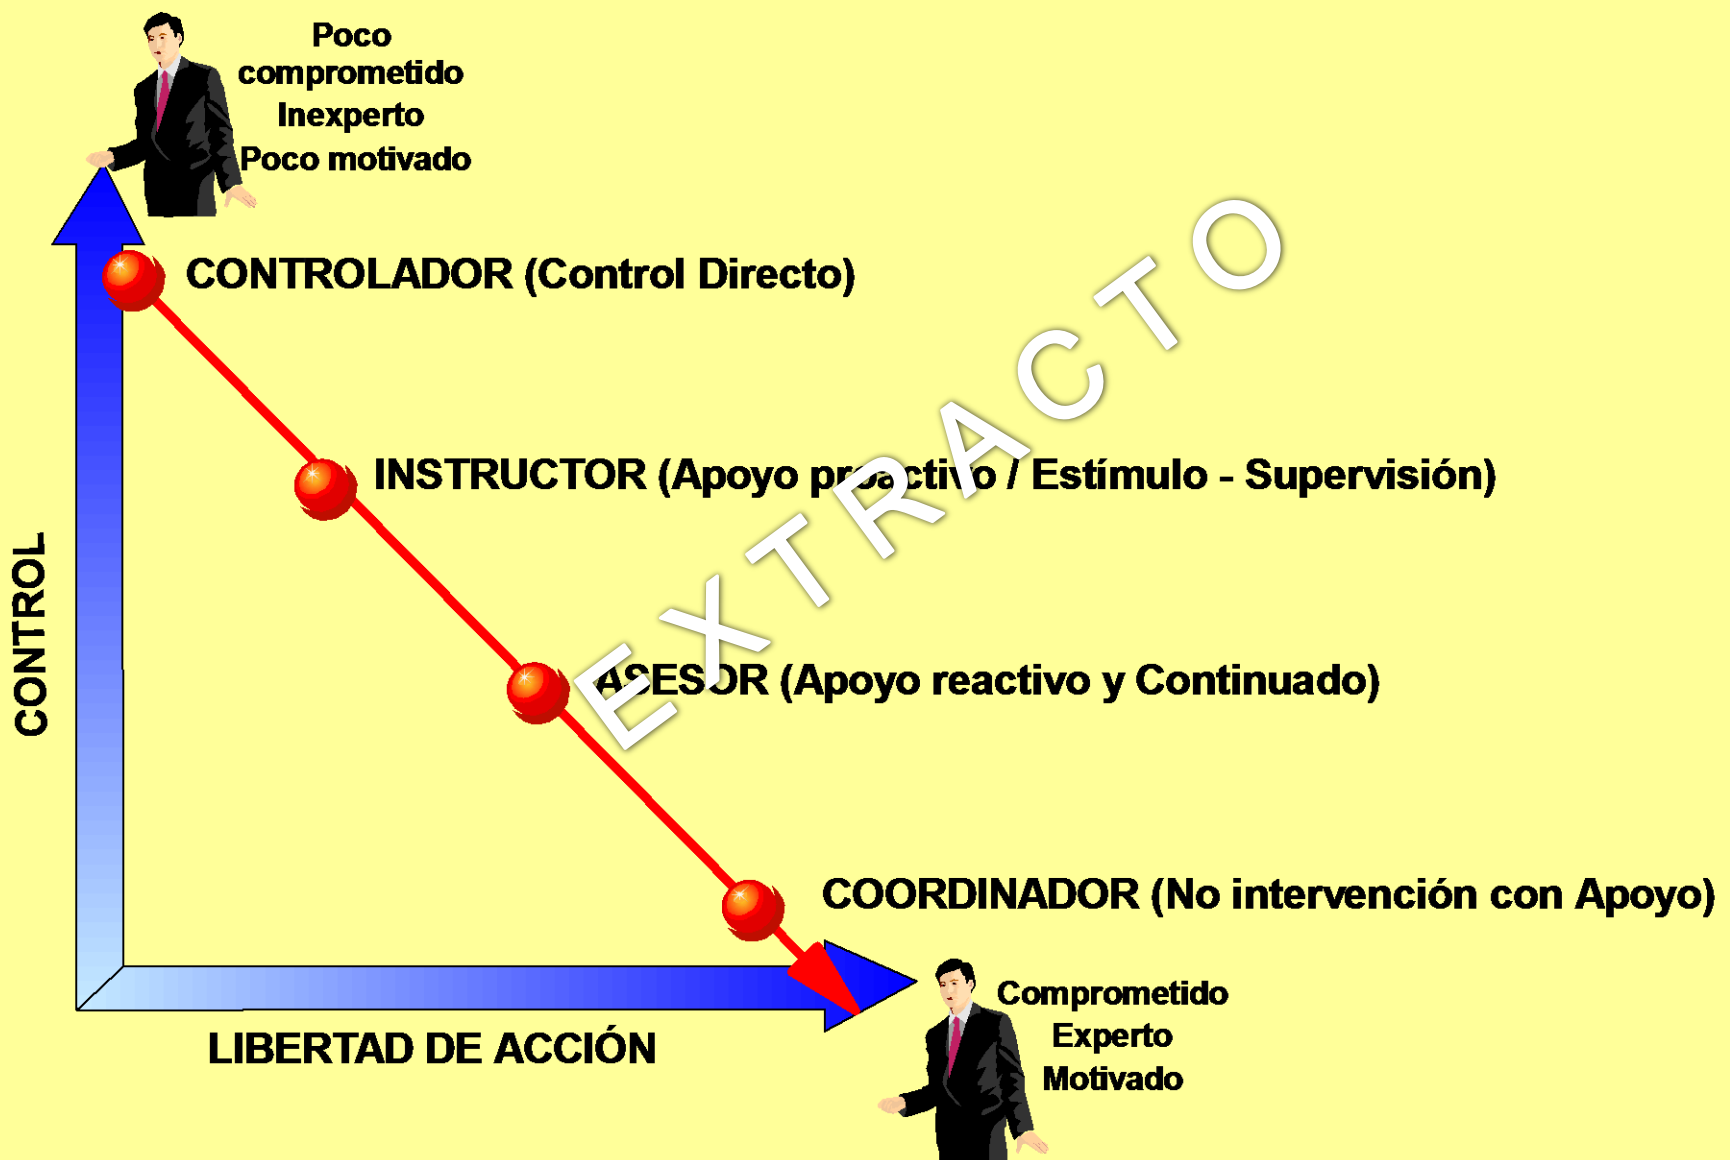 Poco
comprometido
Inexperto
Poco motivado
CONTROLADOR (Control Directo)
INSTRUCTOR (Apoyo proactivo / Estímulo - Supervisión)
EXTRACTO
ASESOR (Apoyo reactivo y Continuado)
CONTROL
COORDINADOR (No intervención con Apoyo)
LIBERTAD DE ACCIÓN
Comprometido
Experto
Motivado